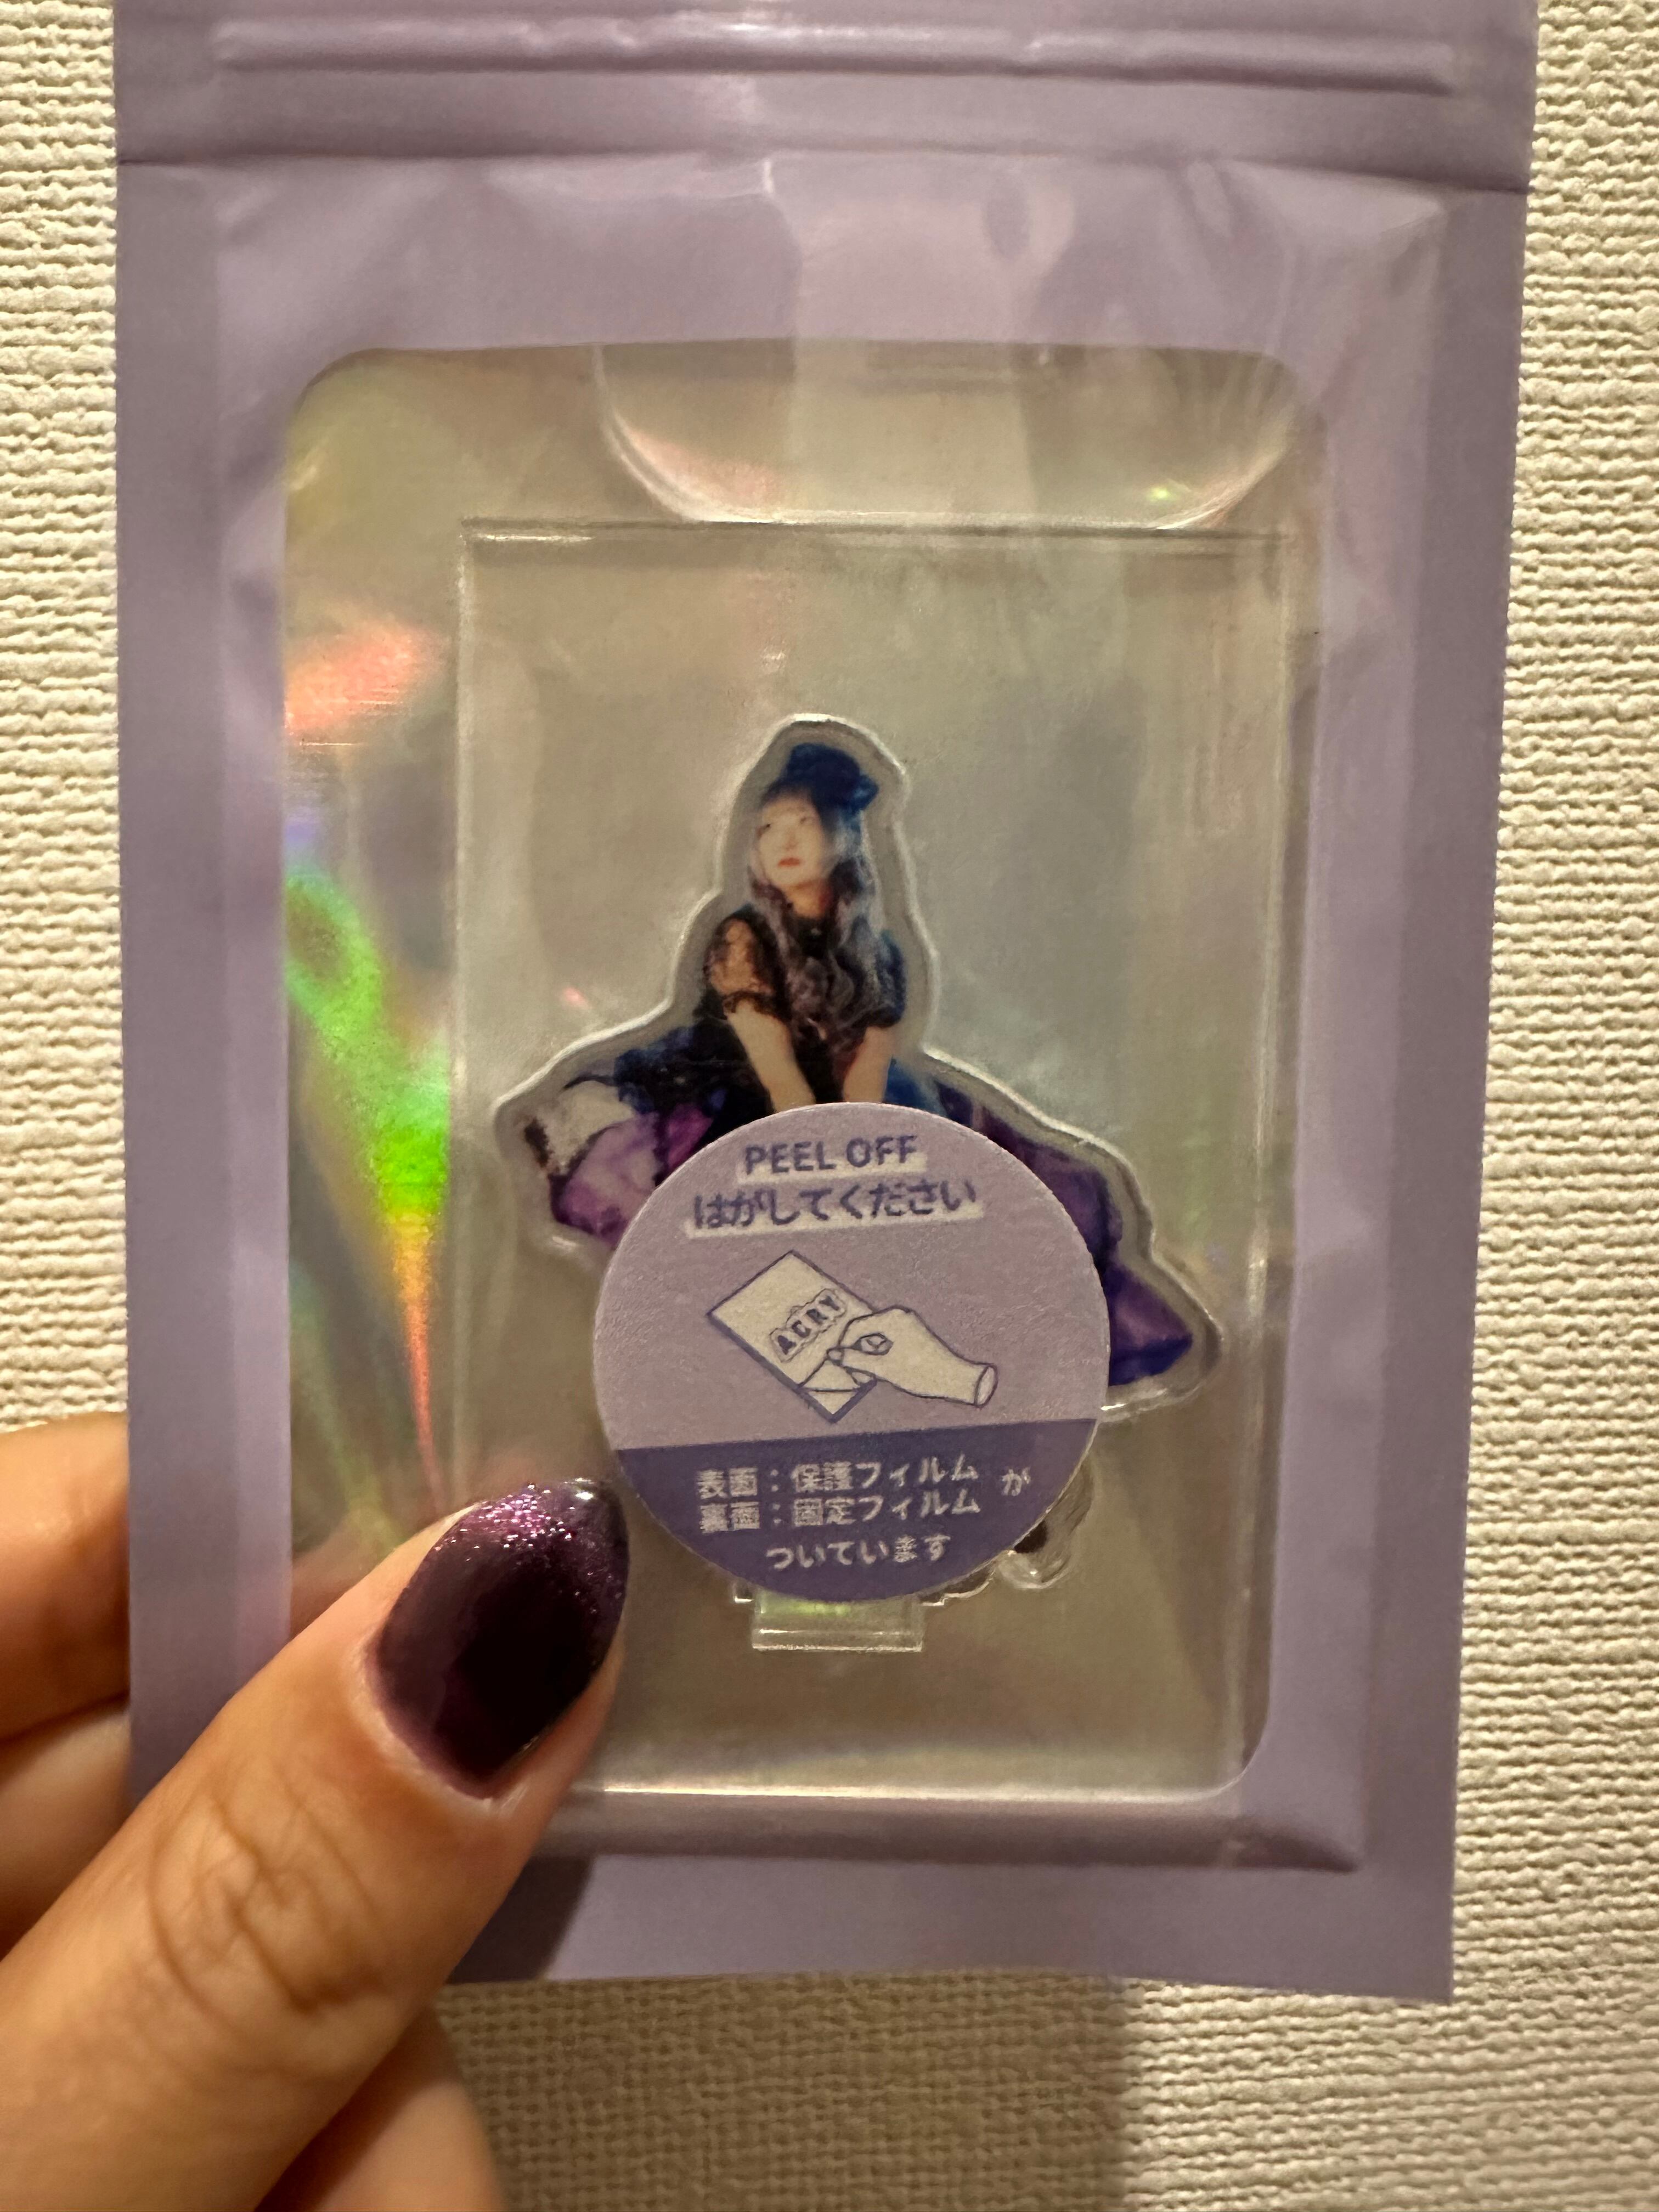 PEEL OFF
はがしてください
ACRY
表面：保護フィルム が
裏面：固定フィルム
ついています